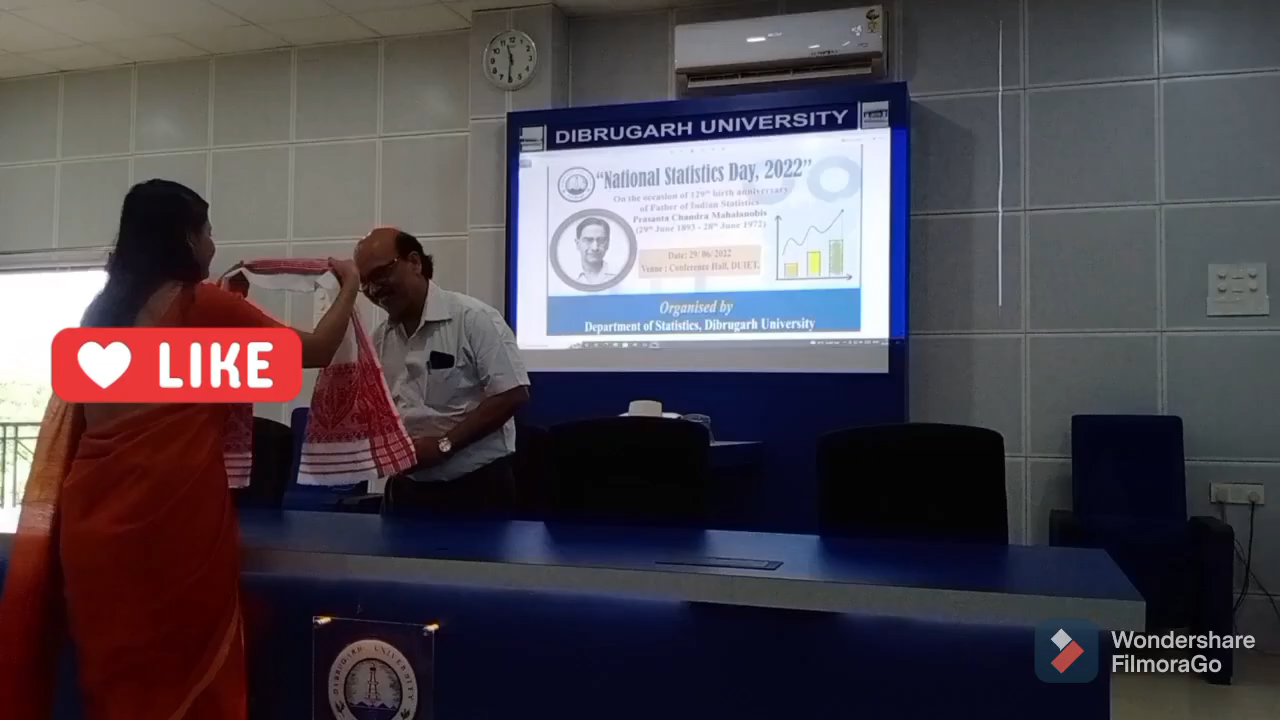 DIBRUGARH UNIVERSITY
"National Statistics Day, 2022"
On the occasion of 129th birth anniversary
of Father of Indian Statistics
Prasanta Chandra Mahalanobis
(29th June 1893 - 28th June 1972)
Date: 29/ 06/ 2022
Venue : Conference Hall, DUIET.
Organised by
Department of Statistics, Dibrugarh University
LIKE
DIBRUGARH UNIVERSITY
Wondershare
FilmoraGo